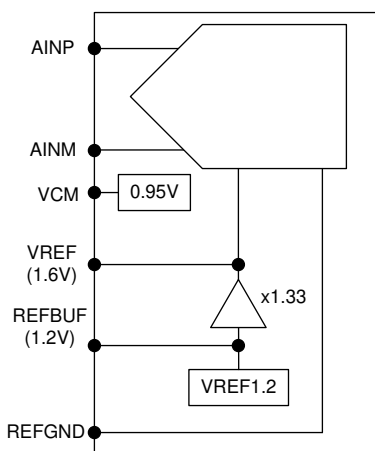 AINP
AINM
VCM
0.95V
VREF
(1.6V)
x1.33
REFBUF
(1.2V)
VREF1.2
REFGND